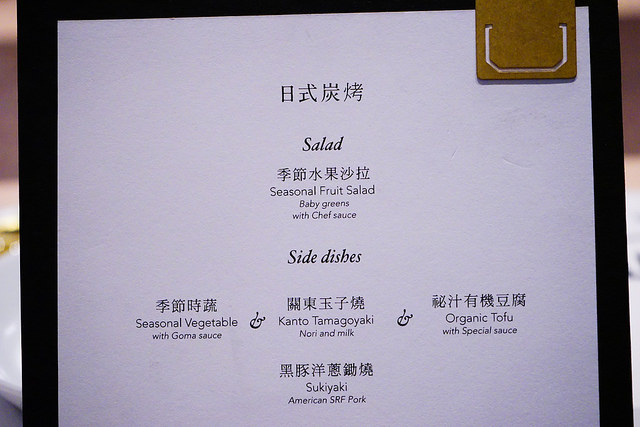 日式炭烤
Salad
季節水果沙拉
Seasonal Fruit Salad
Baby greens
with Chef sauce
Side dishes
季節時蔬
Seasonal Vegetable
with Goma sauce
&
關東玉子燒
Kanto Tamagoyaki
Nori and milk
&
祕汁有機豆腐
Organic Tofu
with Special sauce
黑豚洋蔥鋤燒
Sukiyaki
American SRF Pork